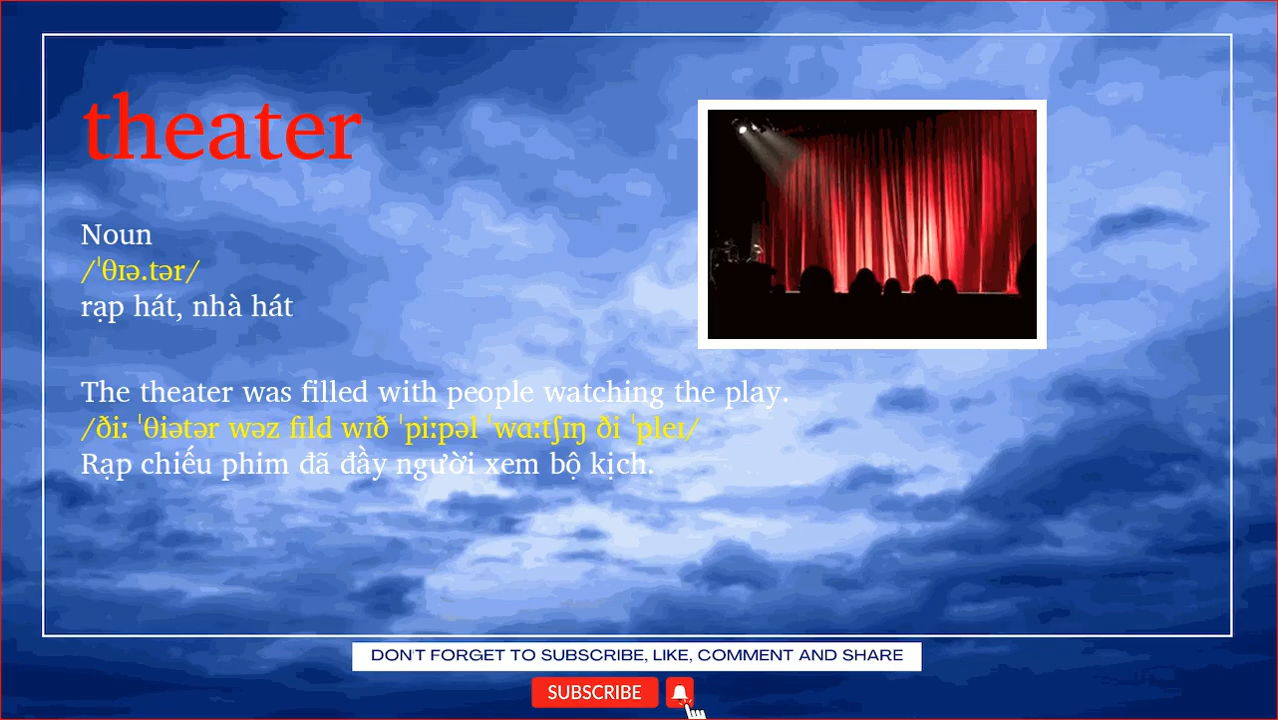 theater
Noun
/ˈθɪə.tər/
rạp hát, nhà hát
The theater was filled with people watching the play.
/ðiː ˈθiətər wəz fɪld wɪð ˈpiːpəl ˈwɑːtʃɪŋ ði ˈpleɪ/
Rạp chiếu phim đã đầy người xem bộ kịch.
DON'T FORGET TO SUBSCRIBE, LIKE, COMMENT AND SHARE
SUBSCRIBE